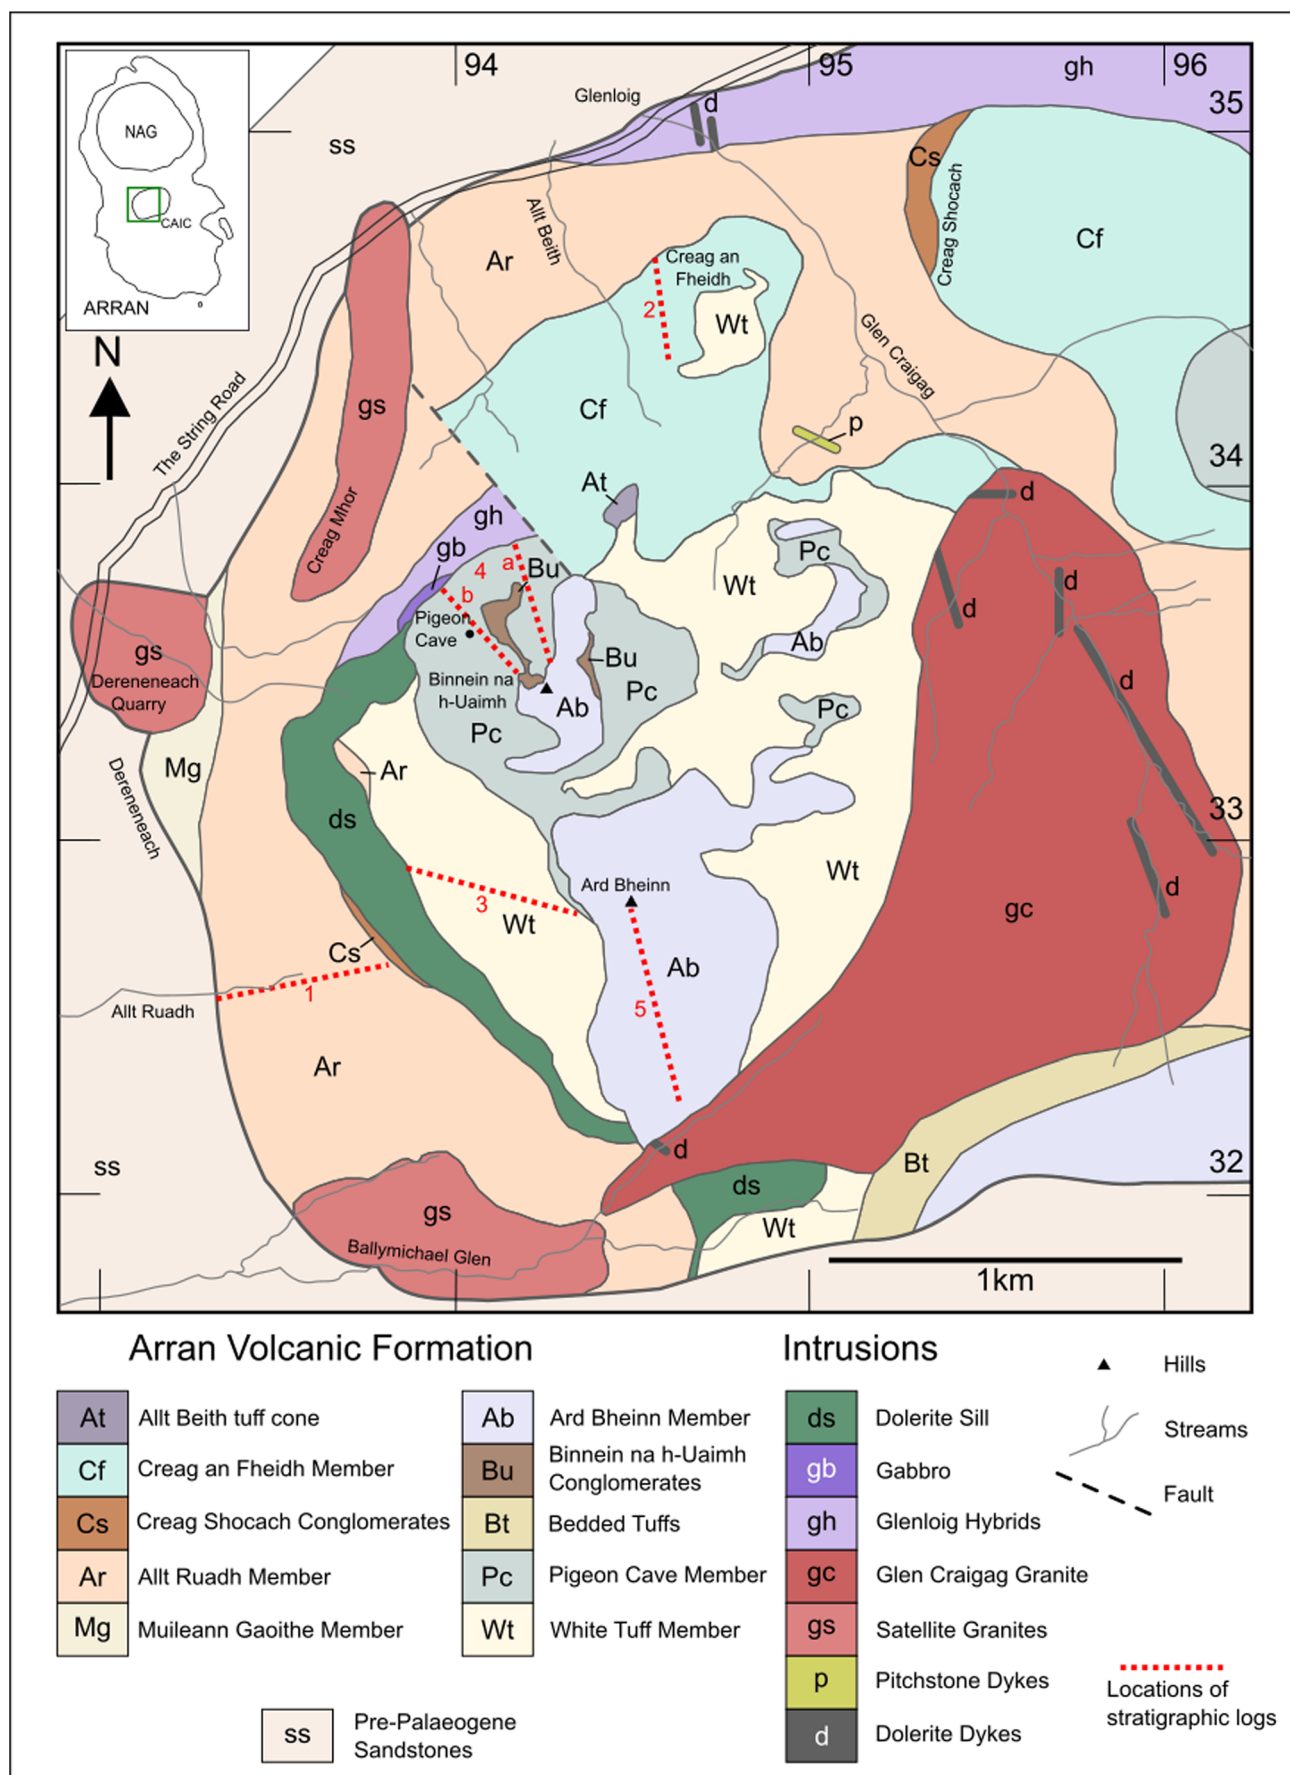 94
95
96
gh
35
Glenloig
d
NAG
ss
CAIC
ARRAN
Cs
Creag Shocach
Cf
Allt Beith
Ar
Creag an
Fheidh
2
Wt
N
Glen Craigag
The String Road
gs
Cf
p
34
At
d
Creag Mhor
gh
gb
4
a
Bu
Pc
b
Wt
d
d
Pigeon
Cave
gs
Dereneneach
Quarry
Bu
Ab
Binnein na
h-Uaimh
Pc
d
Ab
Pc
Pc
Mg
Ar
Dereneach
ds
33
Wt
Ard Bheinn
d
3
Wt
gc
Cs
Ab
1
5
Allt Ruadh
Ar
d
ss
Bt
32
ds
gs
Wt
Ballymichael Glen
1km
Arran Volcanic Formation
At Allt Beith tuff cone
Cf Creag an Fheidh Member
Cs Creag Shocach Conglomerates
Ar Allt Ruadh Member
Mg Muileann Gaoithe Member
Ab Ard Bheinn Member
Bu Binnein na h-Uaimh
Conglomerates
Bt Bedded Tuffs
Pc Pigeon Cave Member
Wt White Tuff Member
ss Pre-Palaeogene
Sandstones
Intrusions
ds Dolerite Sill
gb Gabbro
gh Glenloig Hybrids
gc Glen Craigag Granite
gs Satellite Granites
p Pitchstone Dykes
d Dolerite Dykes
Hills
Streams
Fault
Locations of
stratigraphic logs